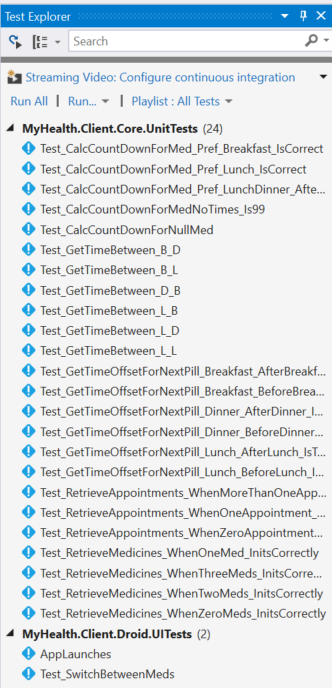 Test Explorer
Search
Streaming Video: Configure continuous integration
Run All | Run... | Playlist : All Tests
MyHealth.Client.Core.UnitTests (24)
Test_CalcCountDownForMed_Pref_Breakfast_IsCorrect
Test_CalcCountDownForMed_Pref_Lunch_IsCorrect
Test_CalcCountDownForMed_Pref_LunchDinner_Afte...
Test_CalcCountDownForMedNoTimes_Is99
Test_CalcCountDownForNullMed
Test_GetTimeBetween_B_D
Test_GetTimeBetween_B_L
Test_GetTimeBetween_D_B
Test_GetTimeBetween_L_B
Test_GetTimeBetween_L_D
Test_GetTimeBetween_L_L
Test_GetTimeOffsetForNextPill_Breakfast_AfterBreakf...
Test_GetTimeOffsetForNextPill_Breakfast_BeforeBrea...
Test_GetTimeOffsetForNextPill_Dinner_AfterDinner_I...
Test_GetTimeOffsetForNextPill_Dinner_BeforeDinner...
Test_GetTimeOffsetForNextPill_Lunch_AfterLunch_IsT...
Test_GetTimeOffsetForNextPill_Lunch_BeforeLunch_I...
Test_RetrieveAppointments_WhenMoreThanOneApp...
Test_RetrieveAppointments_WhenOneAppointment_...
Test_RetrieveAppointments_WhenZeroAppointment...
Test_RetrieveMedicines_WhenOneMed_InitsCorrectly
Test_RetrieveMedicines_WhenThreeMeds_InitsCorre...
Test_RetrieveMedicines_WhenTwoMeds_InitsCorrectly
Test_RetrieveMedicines_WhenZeroMeds_InitsCorrectly
MyHealth.Client.Droid.UITests (2)
AppLaunches
Test_SwitchBetweenMeds